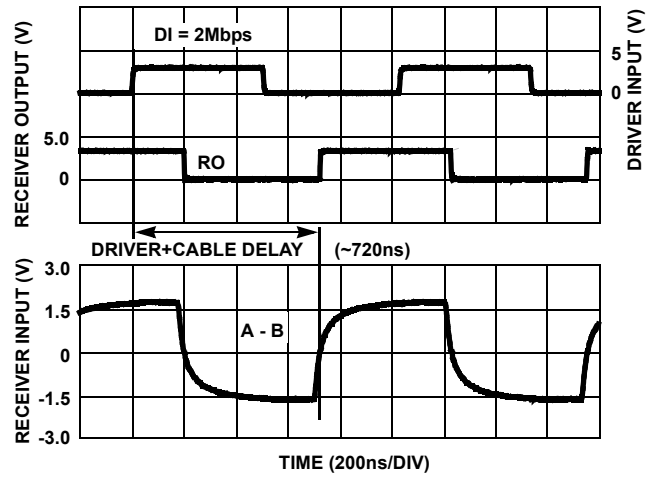 RECEIVER OUTPUT (V)
DI = 2Mbps
5
0
DRIVER INPUT (V)
5.0
0
RO
DRIVER+CABLE DELAY (~720ns)
RECEIVER INPUT (V)
3.0
1.5
0
-1.5
-3.0
A - B
TIME (200ns/DIV)